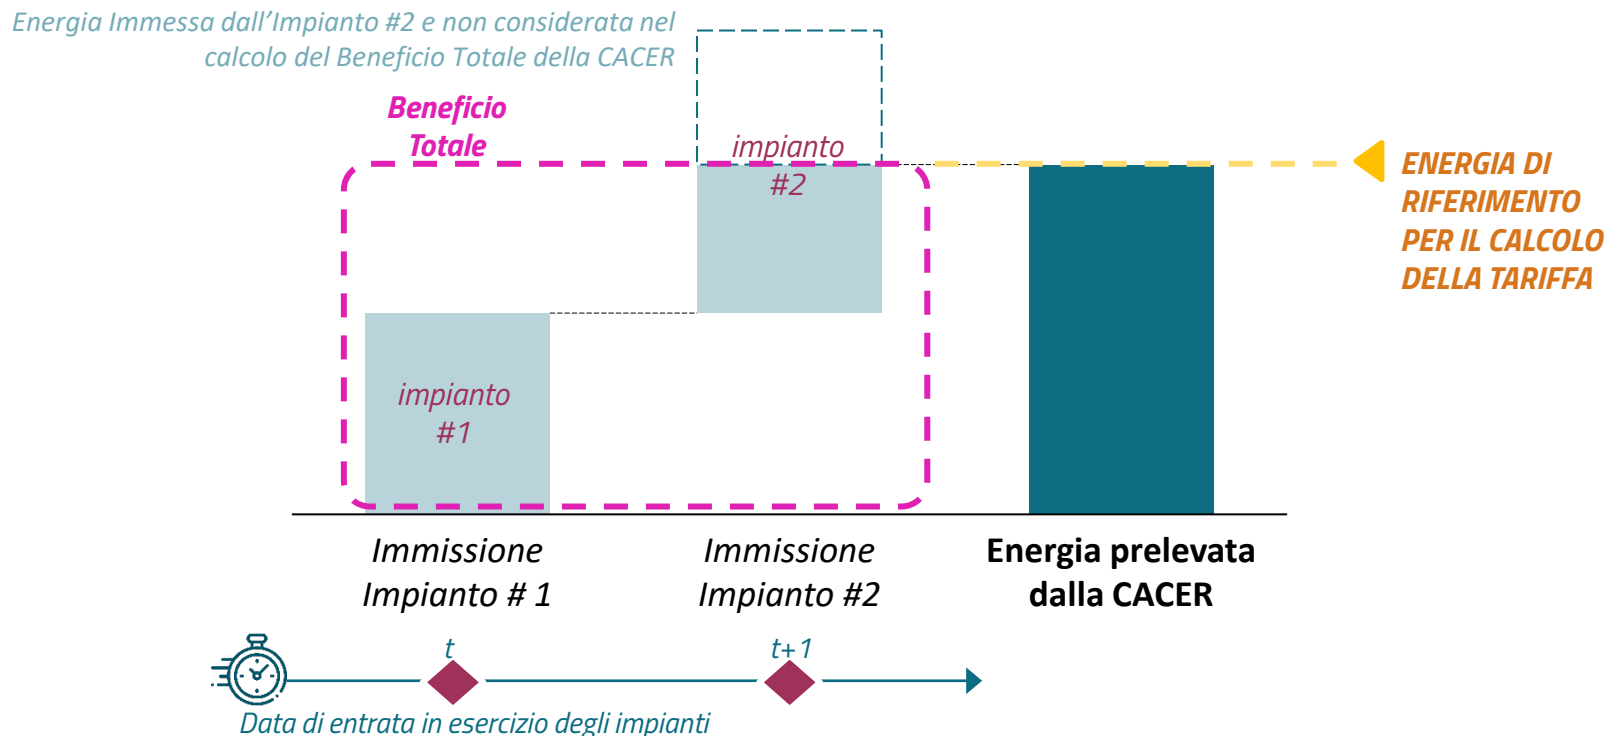 Energia Immessa dall’Impianto #2 e non considerata nel
calcolo del Beneficio Totale della CACER
Beneficio
Totale
impianto
#2
ENERGIA DI
RIFERIMENTO
PER IL CALCOLO
DELLA TARIFFA
impianto
#1
Immissione
Impianto # 1
Immissione
Impianto #2
Energia prelevata
dalla CACER
t
t+1
Data di entrata in esercizio degli impianti